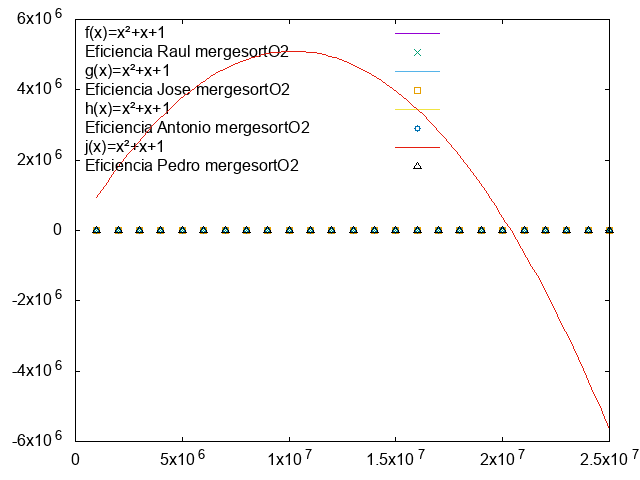 6x10 6
f(x)=x²+x+1
Eficiencia Raul mergesortO2
g(x)=x²+x+1
4x10 6
Eficiencia Jose mergesortO2
h(x)=x²+x+1
Eficiencia Antonio mergesortO2
j(x)=x²+x+1
2x10 6
Eficiencia Pedro mergesortO2
0
-2x10 6
-4x10 6
-6x10 6
0 5x10 6 1x10 7 1.5x10 7 2x10 7 2.5x10 7